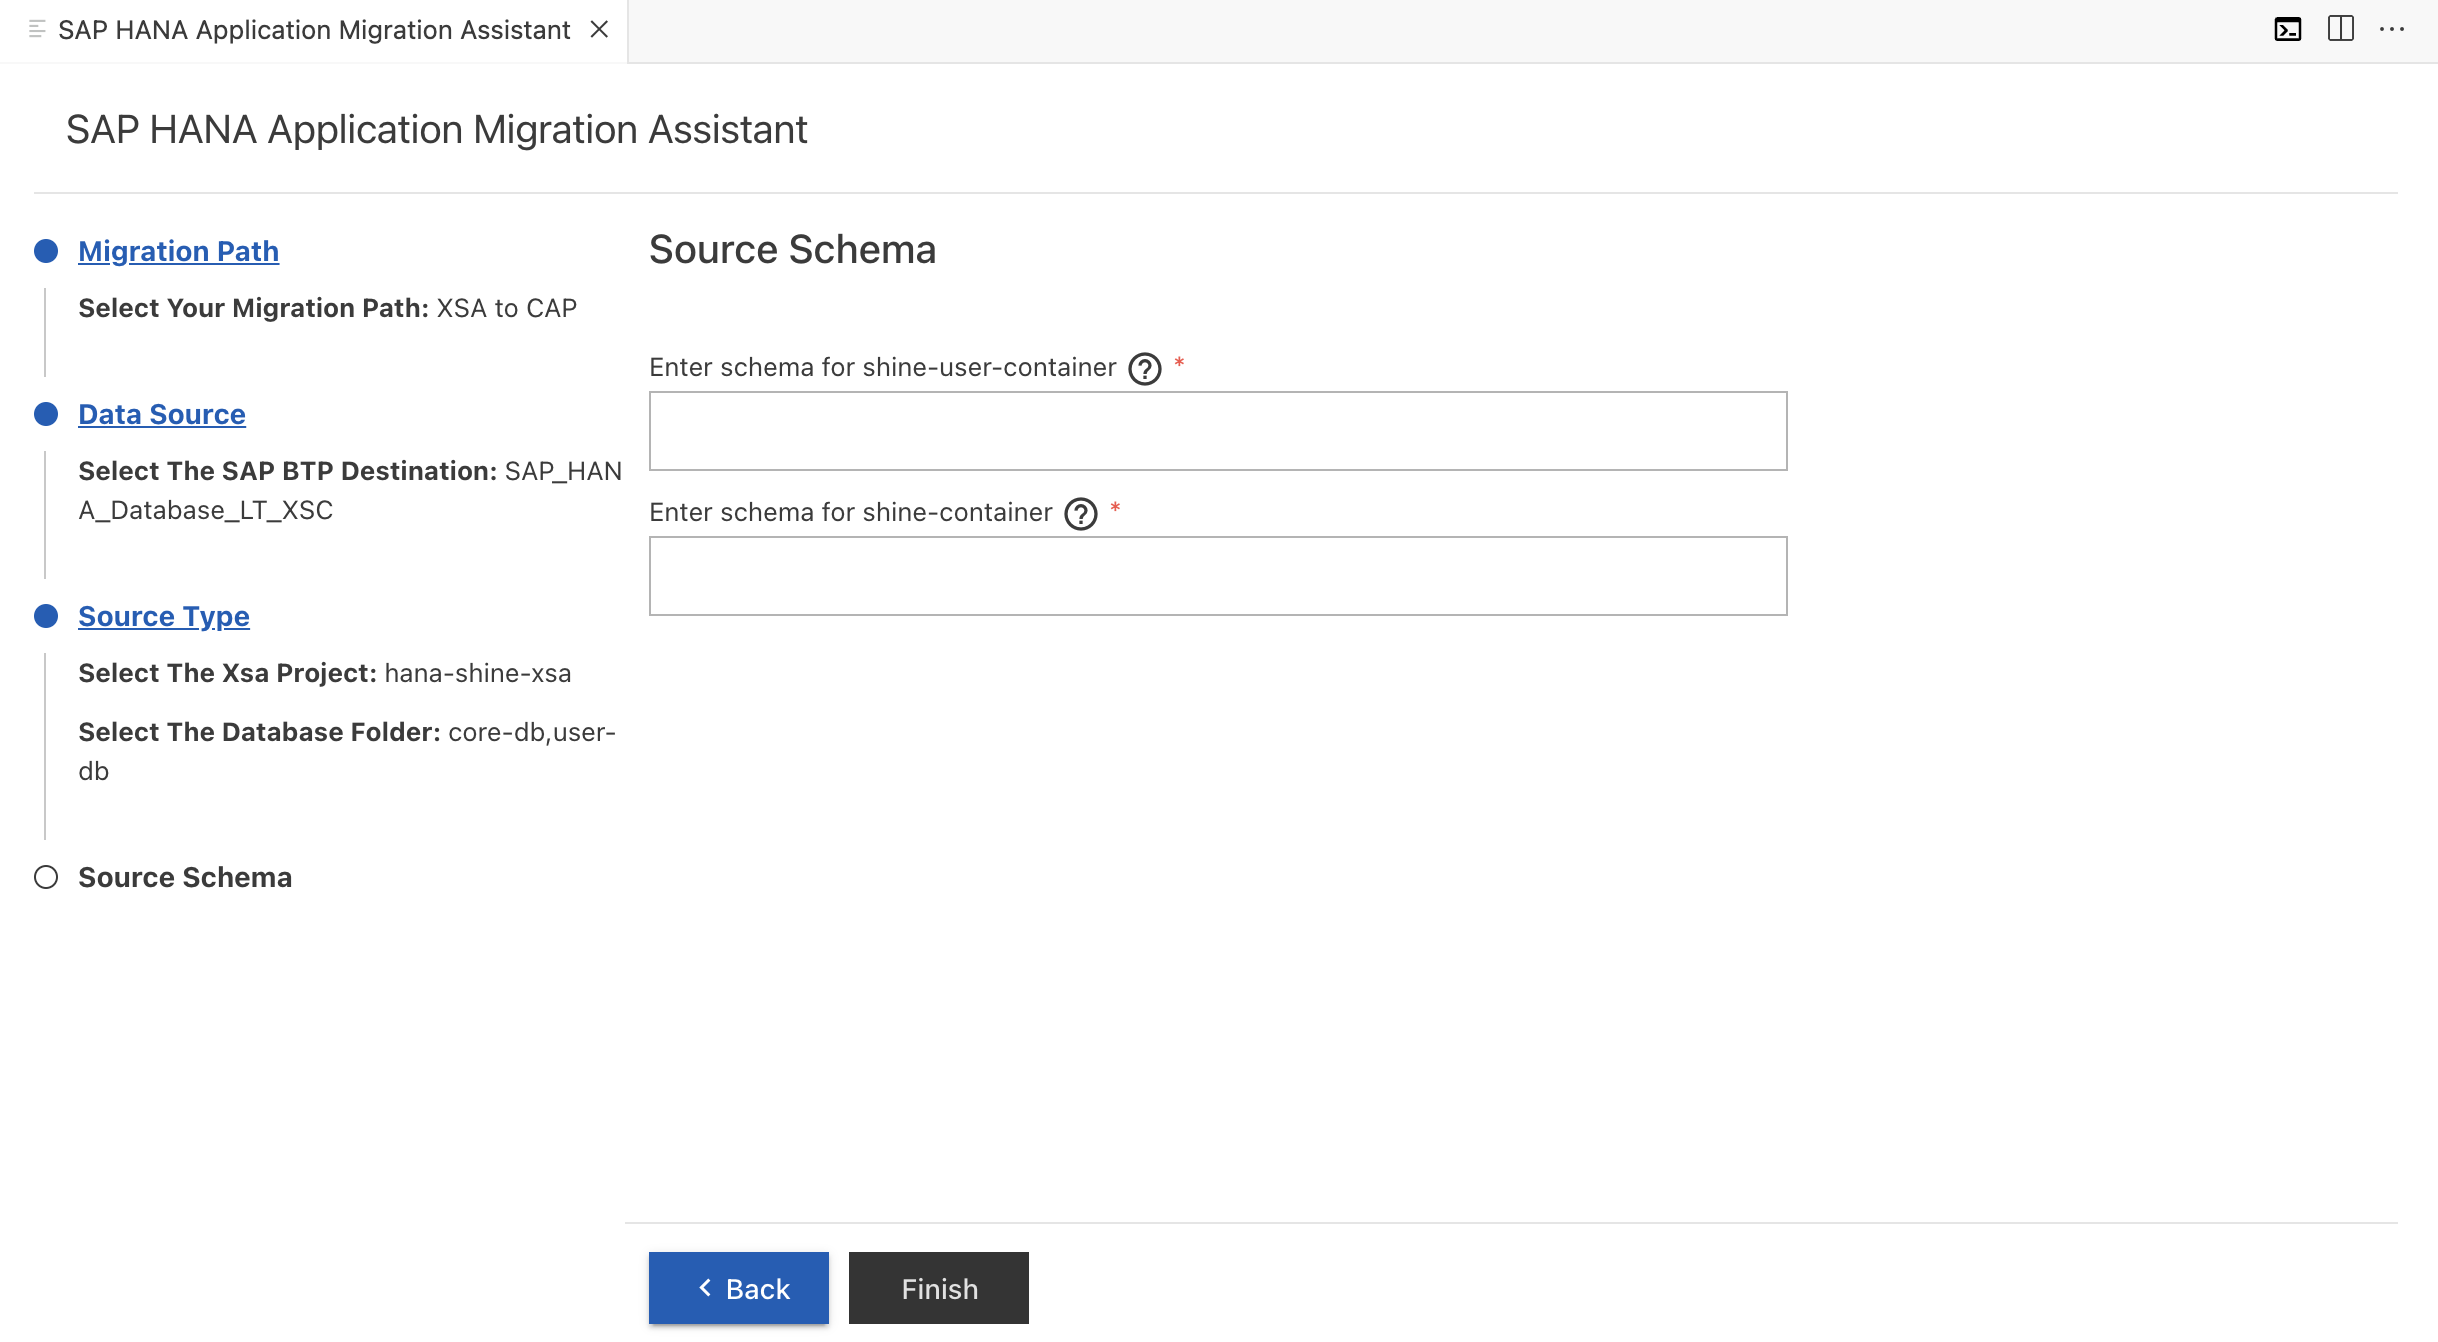 SAP HANA Application Migration Assistant
SAP HANA Application Migration Assistant
Migration Path
Select Your Migration Path: XSA to CAP
Data Source
Select The SAP BTP Destination: SAP_HAN
A_Database_LT_XSC
Source Type
Select The Xsa Project: hana-shine-xsa
Select The Database Folder: core-db,user-
db
Source Schema
Source Schema
Enter schema for shine-user-container ? *
Enter schema for shine-container ? *
Back
Finish